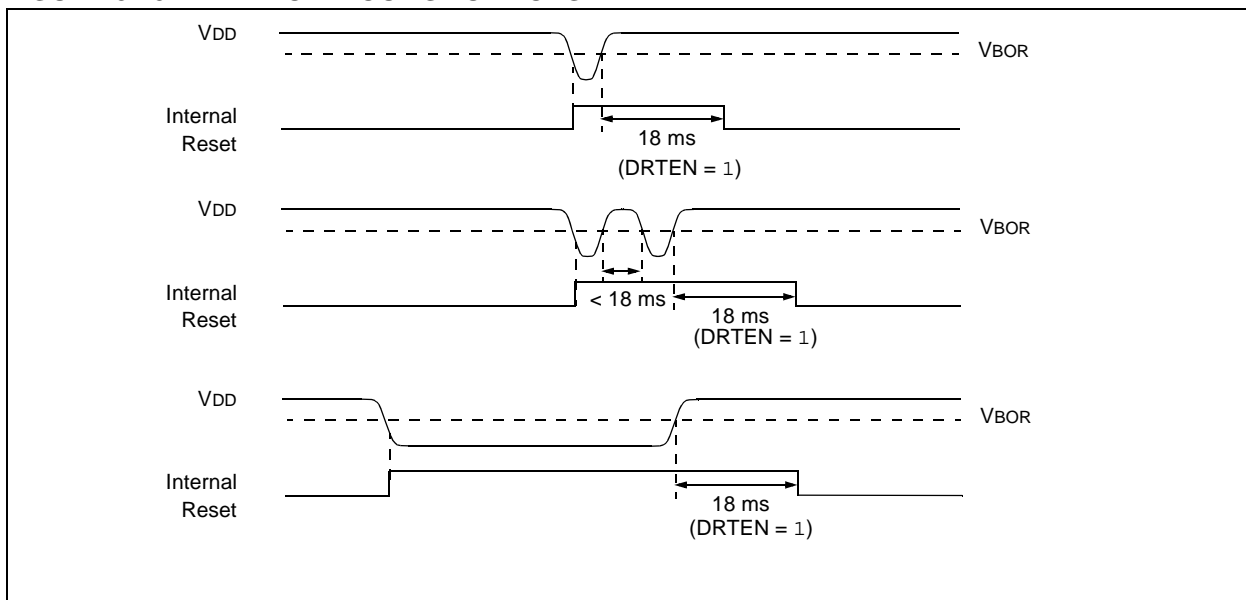 VDD
VBOR
Internal
Reset
18 ms
(DRTEN = 1)
VDD
VBOR
Internal
Reset
< 18 ms
18 ms
(DRTEN = 1)
VDD
VBOR
Internal
Reset
18 ms
(DRTEN = 1)